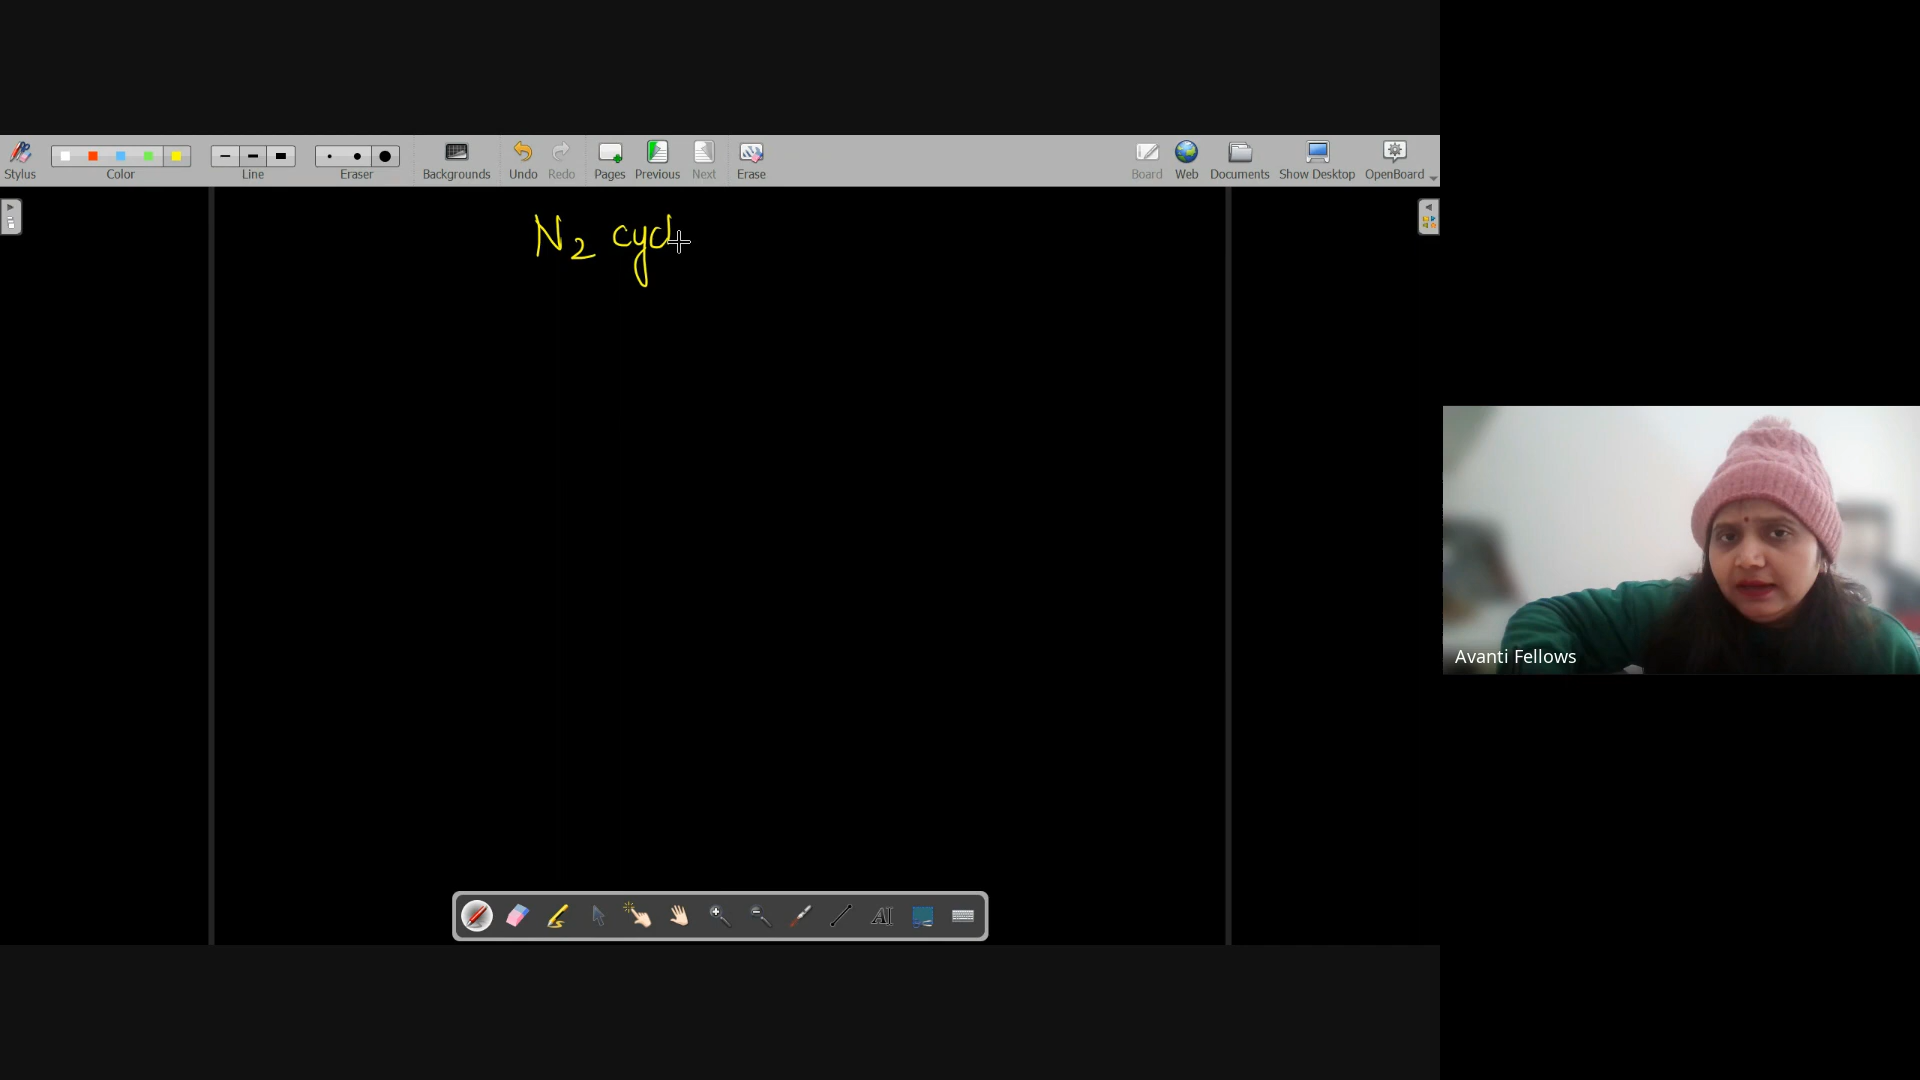 Stylus Color Line Eraser Backgrounds Undo Redo Pages Previous Next Erase Board Web Documents Show Desktop OpenBoard
N2 cycl
AI
Avanti Fellows